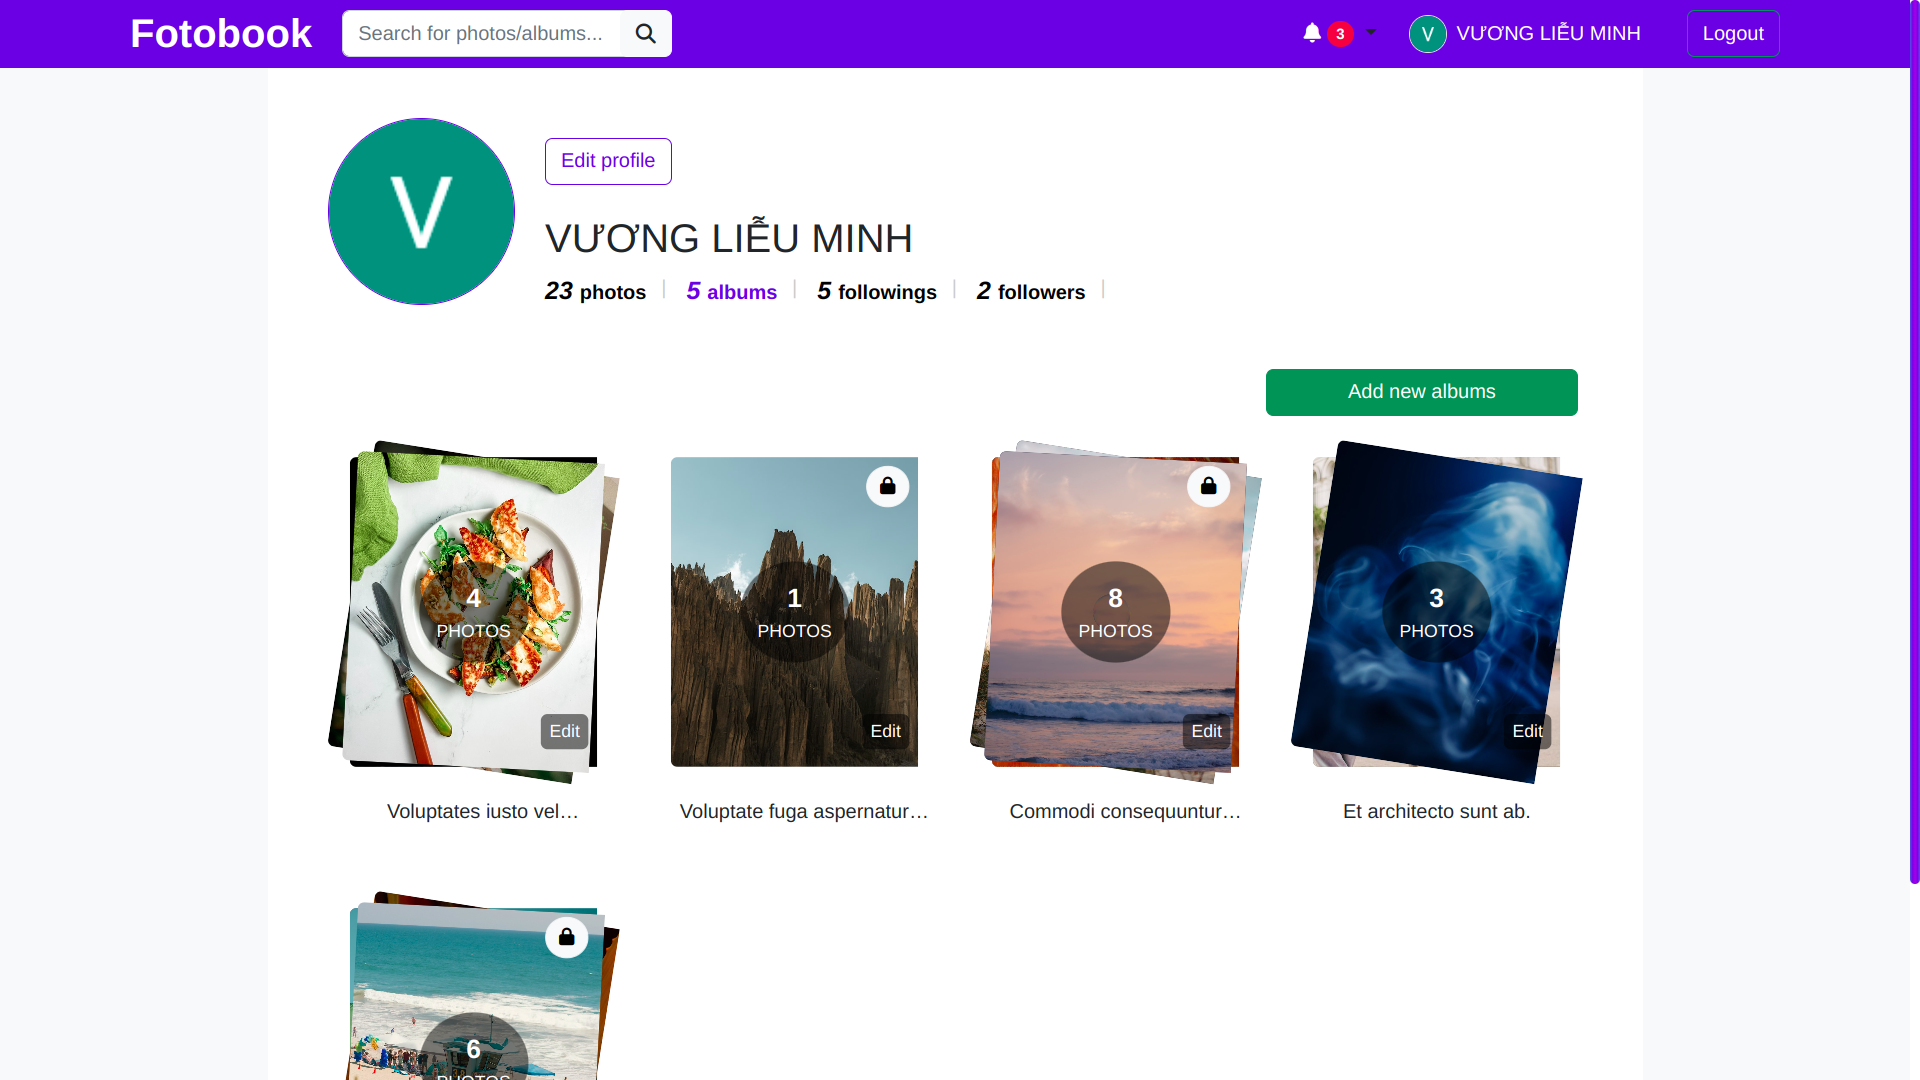 Fotobook
Search for photos/albums...
3
V
VƯƠNG LIỄU MINH
Logout
V
Edit profile
VƯƠNG LIỄU MINH
23 photos
5 albums
5 followings
2 followers
Add new albums
4
PHOTOS
Edit
Voluptates iusto vel…
1
PHOTOS
Edit
Voluptate fuga aspernatur…
8
PHOTOS
Edit
Commodi consequuntur…
3
PHOTOS
Edit
Et architecto sunt ab.
6
PHOTOS